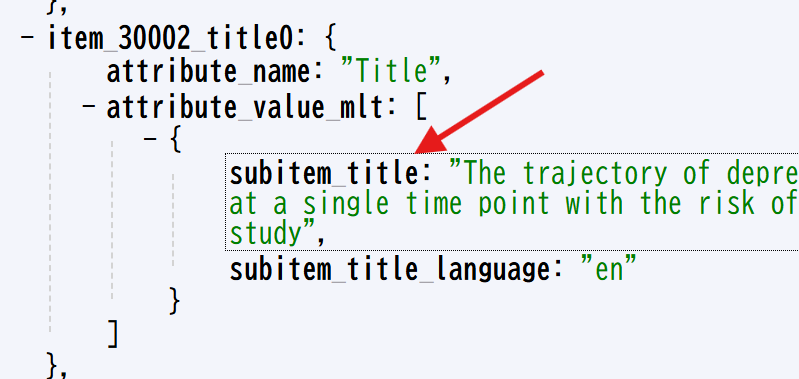 },
- item_30002_title0: {
attribute_name: ”Title”,
- attribute_value_mlt: [
- {
subitem_title: ”The trajectory of depre
at a single time point with the risk of
study”,
subitem_title_language: ”en”
}
]
},